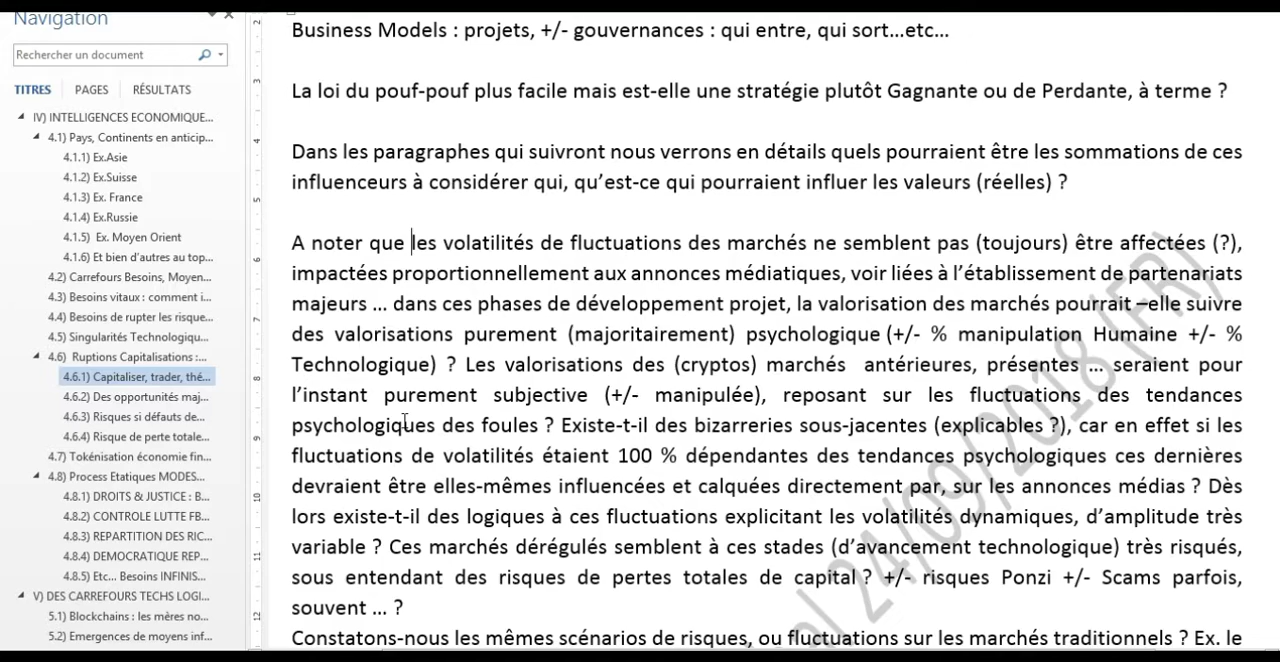 Navigation
Rechercher un document
TITRES PAGES RÉSULTATS
IV) INTELLIGENCES ECONOMIQUE...
4.1) Pays, Continents en anticip...
4.1.1) Ex.Asie
4.1.2) Ex.Suisse
4.1.3) Ex. France
4.1.4) Ex.Russie
4.1.5) Ex. Moyen Orient
4.1.6) Et bien d'autres au top...
4.2) Carrefours Besoins, Moyen...
4.3) Besoins vitaux : comment i...
4.4) Besoins de rupter les risque...
4.5) Singularités Technologiqu...
4.6) Ruptions Capitalisations :...
4.6.1) Capitaliser, trader, thé...
4.6.2) Des opportunités maj...
4.6.3) Risques si défauts de...
4.6.4) Risque de perte totale...
4.7) Tokénisation économie fin...
4.8) Process Etatiques MODES...
4.8.1) DROITS & JUSTICE : B...
4.8.2) CONTROLE LUTTE FB...
4.8.3) REPARTITION DES RIC...
4.8.4) DEMOCRATIQUE REP...
4.8.5) Etc... Besoins INFINIS...
V) DES CARREFOURS TECHS LOGI...
5.1) Blockchains : les mères no...
5.2) Emergences de moyens inf...
2
3
4
5
6
7
8
9
10
11
12
Business Models : projets, +/- gouvernances : qui entre, qui sort...etc...
La loi du pouf-pouf plus facile mais est-elle une stratégie plutôt Gagnante ou de Perdante, à terme ?
Dans les paragraphes qui suivront nous verrons en détails quels pourraient être les sommations de ces
influenceurs à considérer qui, qu'est-ce qui pourraient influer les valeurs (réelles) ?
A noter que les volatilités de fluctuations des marchés ne semblent pas (toujours) être affectées (?),
impactées proportionnellement aux annonces médiatiques, voir liées à l'établissement de partenariats
majeurs ... dans ces phases de développement projet, la valorisation des marchés pourrait –elle suivre
des valorisations purement (majoritairement) psychologique (+/- % manipulation Humaine +/- %
Technologique) ? Les valorisations des (cryptos) marchés antérieures, présentes ... seraient pour
l'instant purement subjective (+/- manipulée), reposant sur les fluctuations des tendances
psychologiques des foules ? Existe-t-il des bizarreries sous-jacentes (explicables ?), car en effet si les
fluctuations de volatilités étaient 100 % dépendantes des tendances psychologiques ces dernières
devraient être elles-mêmes influencées et calquées directement par, sur les annonces médias ? Dès
lors existe-t-il des logiques à ces fluctuations explicitant les volatilités dynamiques, d'amplitude très
variable ? Ces marchés dérégulés semblent à ces stades (d'avancement technologique) très risqués,
sous entendant des risques de pertes totales de capital ? +/- risques Ponzi +/- Scams parfois,
souvent ... ?
Constatons-nous les mêmes scénarios de risques, ou fluctuations sur les marchés traditionnels ? Ex. le
24/09/2018 (FR)